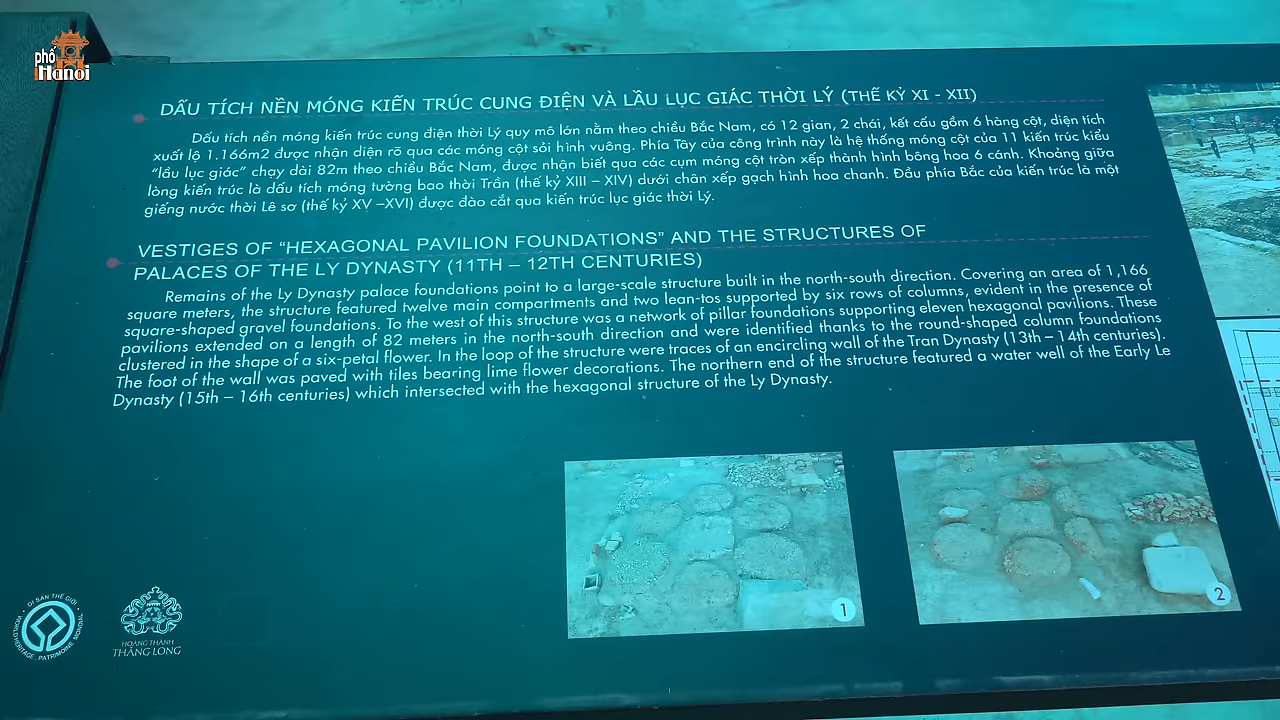 phố
Hanoi
DẤU TÍCH NỀN MÓNG KIẾN TRÚC CUNG ĐIỆN VÀ LẦU LỤC GIÁC THỜI LÝ (THẾ KỶ XI - XII)
Dấu tích nền móng kiến trúc cung điện thời Lý quy mô lớn nằm theo chiều Bắc Nam, có 12 gian, 2 chái, kết cấu gồm 6 hàng cột, diện tích
xuất lộ 1.166m2 được nhận diện rõ qua các móng cột sỏi hình vuông. Phía Tây của công trình này là hệ thống móng cột của 11 kiến trúc kiểu
"lầu lục giác" chạy dài 82m theo chiều Bắc Nam, được nhận biết qua các cụm móng cột tròn xếp thành hình bông hoa 6 cánh. Khoảng giữa
lòng kiến trúc là dấu tích móng tường bao thời Trần (thế kỷ XIII – XIV) dưới chân xếp gạch hình hoa chanh. Đầu phía Bắc của kiến trúc là một
giếng nước thời Lê sơ (thế kỷ XV –XVI) được đào cắt qua kiến trúc lục giác thời Lý.
VESTIGES OF “HEXAGONAL PAVILION FOUNDATIONS” AND THE STRUCTURES OF
PALACES OF THE LY DYNASTY (11TH – 12TH CENTURIES)
Remains of the Ly Dynasty palace foundations point to a large-scale structure built in the north-south direction. Covering an area of 1,166
square meters, the structure featured twelve main compartments and two lean-tos supported by six rows of columns, evident in the presence of
square-shaped gravel foundations. To the west of this structure was a network of pillar foundations supporting eleven hexagonal pavilions. These
pavilions extended on a length of 82 meters in the north-south direction and were identified thanks to the round-shaped column foundations
clustered in the shape of a six-petal flower. In the loop of the structure were traces of an encircling wall of the Tran Dynasty (13th – 14th centuries).
The foot of the wall was paved with tiles bearing lime flower decorations. The northern end of the structure featured a water well of the Early Le
Dynasty (15th – 16th centuries) which intersected with the hexagonal structure of the Ly Dynasty.
1
2
DI SẢN THẾ GIỚI • WORLD HERITAGE • PATRIMOINE MONDIAL
HOÀNG THÀNH
THĂNG LONG